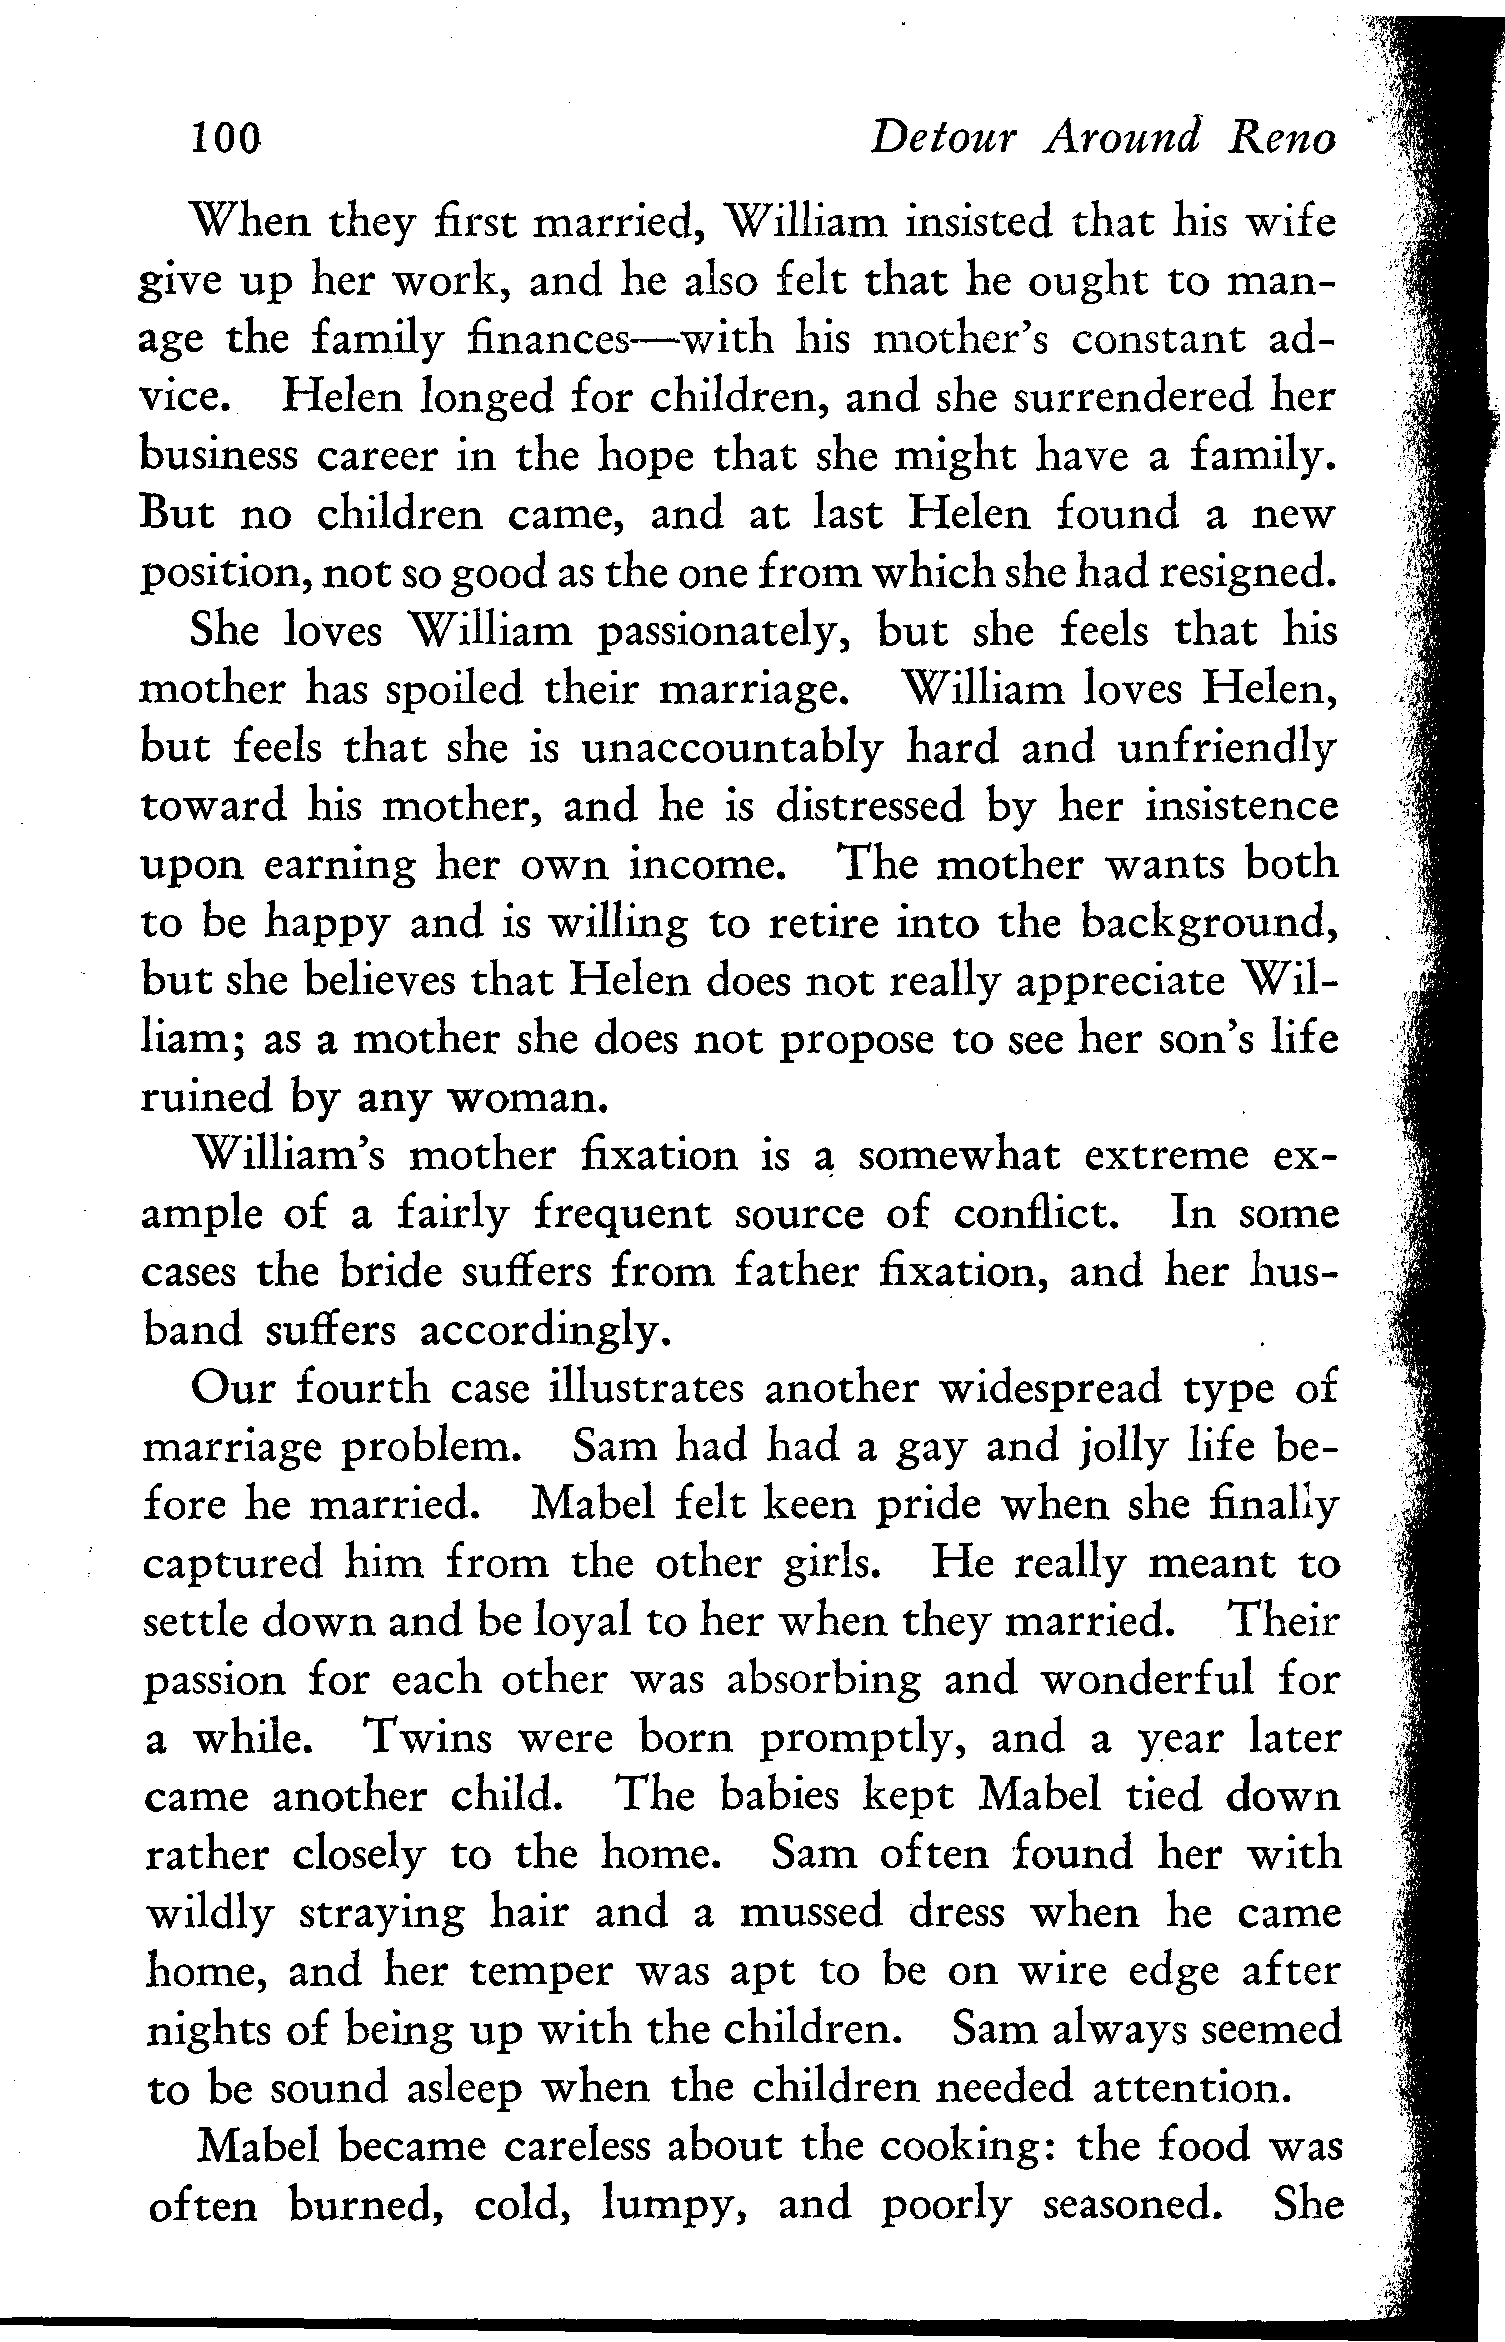 100 Detour Around Reno
When they first married, William insisted that his wife
give up her work, and he also felt that he ought to man-
age the family finances—with his mother's constant ad-
vice. Helen longed for children, and she surrendered her
business career in the hope that she might have a family.
But no children came, and at last Helen found a new
position, not so good as the one from which she had resigned.
She loves William passionately, but she feels that his
mother has spoiled their marriage. William loves Helen,
but feels that she is unaccountably hard and unfriendly
toward his mother, and he is distressed by her insistence
upon earning her own income. The mother wants both
to be happy and is willing to retire into the background,
but she believes that Helen does not really appreciate Wil-
liam; as a mother she does not propose to see her son's life
ruined by any woman.
William's mother fixation is a somewhat extreme ex-
ample of a fairly frequent source of conflict. In some
cases the bride suffers from father fixation, and her hus-
band suffers accordingly.
Our fourth case illustrates another widespread type of
marriage problem. Sam had had a gay and jolly life be-
fore he married. Mabel felt keen pride when she finally
captured him from the other girls. He really meant to
settle down and be loyal to her when they married. Their
passion for each other was absorbing and wonderful for
a while. Twins were born promptly, and a year later
came another child. The babies kept Mabel tied down
rather closely to the home. Sam often found her with
wildly straying hair and a mussed dress when he came
home, and her temper was apt to be on wire edge after
nights of being up with the children. Sam always seemed
to be sound asleep when the children needed attention.
Mabel became careless about the cooking: the food was
often burned, cold, lumpy, and poorly seasoned. She